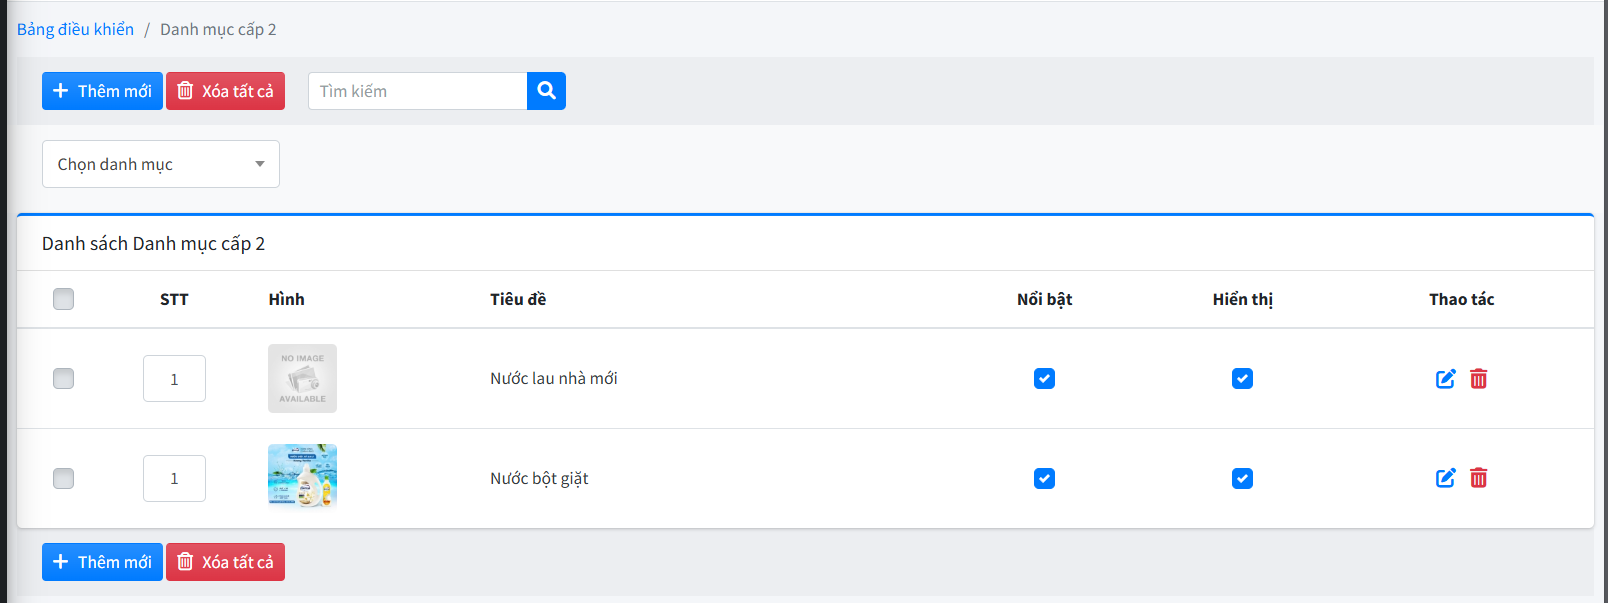 Bảng điều khiển / Danh mục cấp 2
Thêm mới Xóa tất cả Tìm kiếm
Chọn danh mục
Danh sách Danh mục cấp 2
STT Hình Tiêu đề Nổi bật Hiển thị Thao tác
NO IMAGE
1 Nước lau nhà mới
AVAILABLE
1 Nước bột giặt
Thêm mới Xóa tất cả